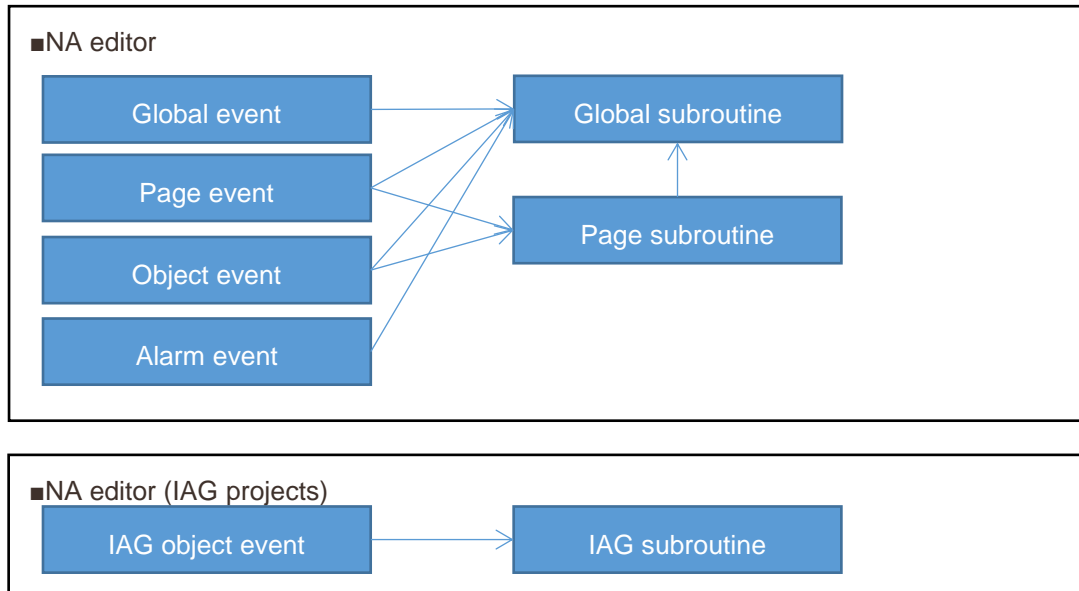 ■NA editor
Global event
Global subroutine
Page event
Page subroutine
Object event
Alarm event
■NA editor (IAG projects)
IAG object event
IAG subroutine